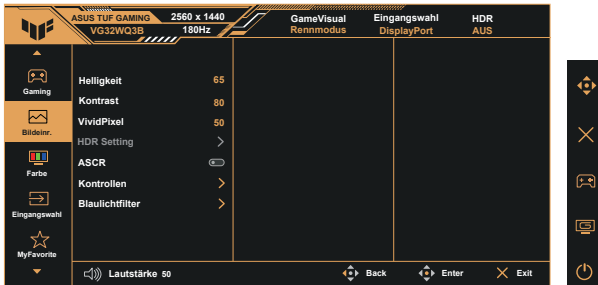 ASUS TUF GAMING 2560 x 1440 GameVisual Eingangswahl HDR
VG32WQ3B 180Hz Rennmodus DisplayPort AUS
Gaming
Bildeinr.
Farbe
Eingangswahl
MyFavorite
Helligkeit 65
Kontrast 80
VividPixel 50
HDR Setting
ASCR
Kontrollen
Blaulichtfilter
Lautstärke 50 Back Enter Exit